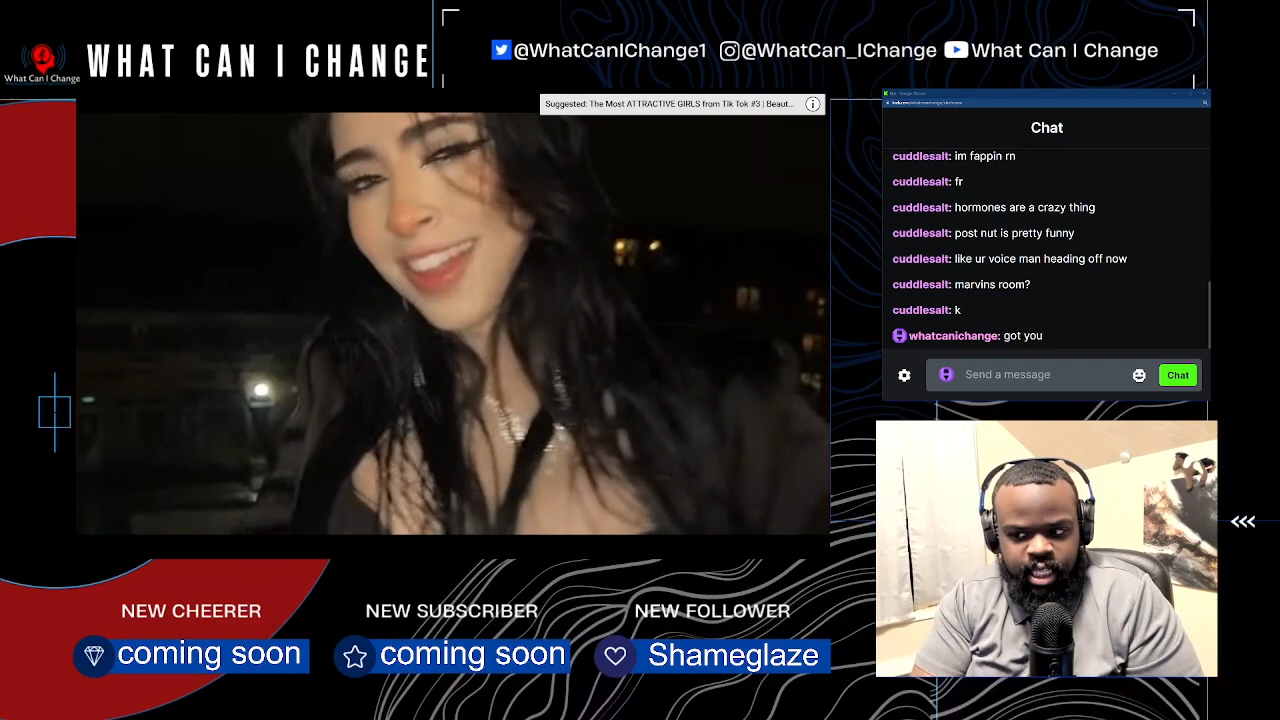 What Can I Change
WHAT CAN I CHANGE
@WhatCanIChange1
@WhatCan_IChange
What Can I Change
Suggested: The Most ATTRACTIVE GIRLS from Tik Tok #3 | Beaut...
Chat
cuddlesalt: im fappin rn
cuddlesalt: fr
cuddlesalt: hormones are a crazy thing
cuddlesalt: post nut is pretty funny
cuddlesalt: like ur voice man heading off now
cuddlesalt: marvins room?
cuddlesalt: k
whatcanichange: got you
Send a message
Chat
NEW CHEERER
NEW SUBSCRIBER
NEW FOLLOWER
coming soon
coming soon
Shameglaze